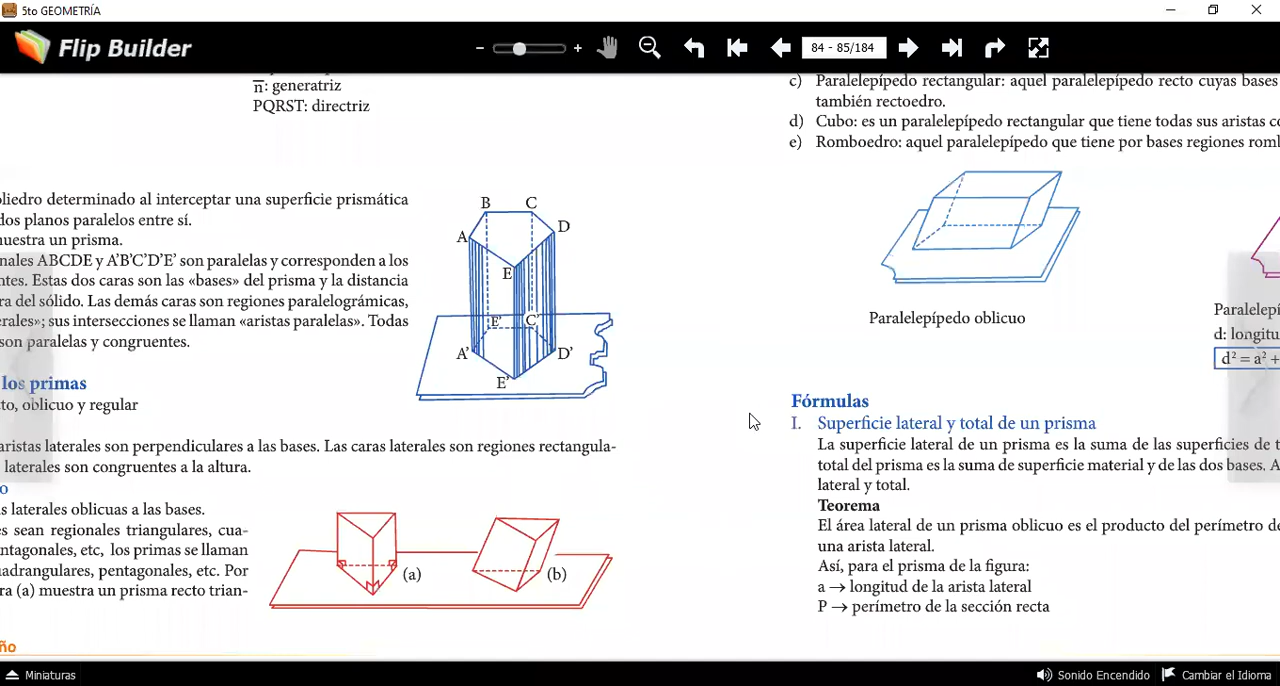 5to GEOMETRÍA
Flip Builder
84 - 85/184
n: generatriz
PQRST: directriz
dos planos paralelos entre sí.
oliedro determinado al interceptar una superficie prismática
nuestra un prisma.
nales ABCDE y A'B'C'D'E' son paralelas y corresponden a los
ntes. Estas dos caras son las «bases» del prisma y la distancia
ra del sólido. Las demás caras son regiones paralelográmicas,
erales»; sus intersecciones se llaman «aristas paralelas». Todas
son paralelas y congruentes.
B C
A D
E
E' C'
A' D'
E'
los primas
to, oblicuo y regular
aristas laterales son perpendiculares a las bases. Las caras laterales son regiones rectangula-
laterales son congruentes a la altura.
o
s laterales oblicuas a las bases.
es sean regionales triangulares, cua-
ntagonales, etc, los primas se llaman
uadrangulares, pentagonales, etc. Por
ra (a) muestra un prisma recto trian-
(a)
(b)
ño
c) Paralelepípedo rectangular: aquel paralelepípedo recto cuyas bases
también rectoedro.
d) Cubo: es un paralelepípedo rectangular que tiene todas sus aristas co
e) Romboedro: aquel paralelepípedo que tiene por bases regiones roml
Paralelepípedo oblicuo
Paralelepí
d: longitu
d² = a² +
Fórmulas
I. Superficie lateral y total de un prisma
La superficie lateral de un prisma es la suma de las superficies de t
total del prisma es la suma de superficie material y de las dos bases. A
lateral y total.
Teorema
El área lateral de un prisma oblicuo es el producto del perímetro de
una arista lateral.
Así, para el prisma de la figura:
a → longitud de la arista lateral
P → perímetro de la sección recta
Miniaturas
Sonido Encendido
Cambiar el Idioma